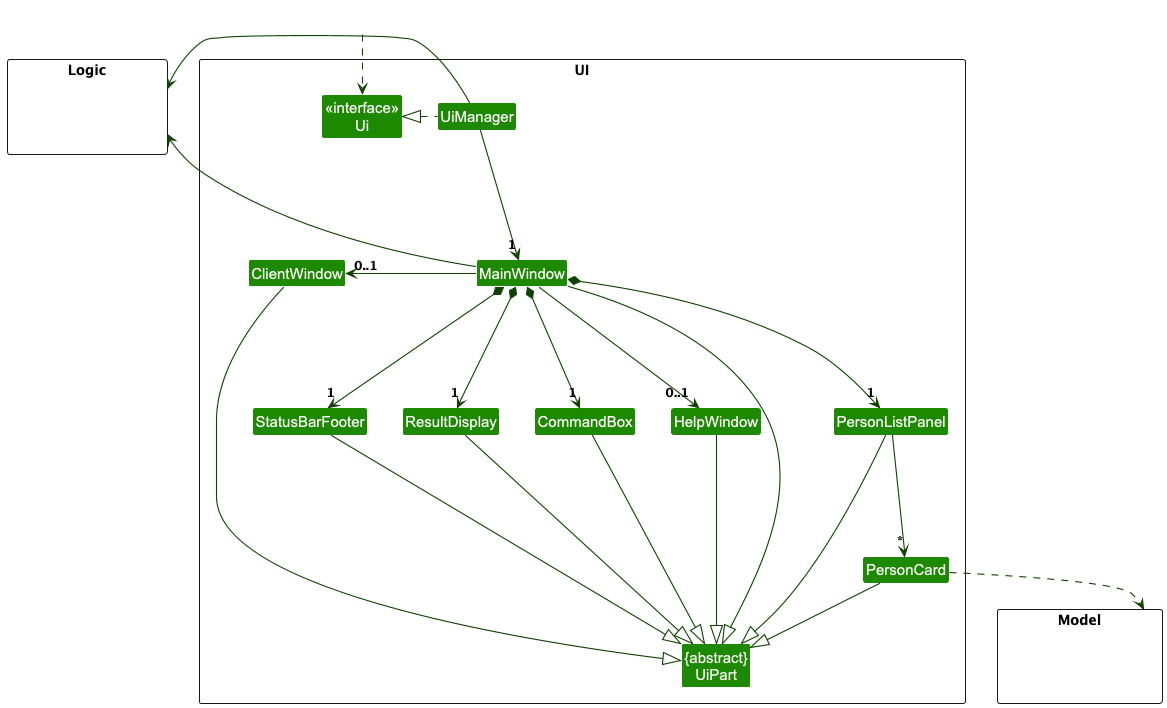 Logic
UI
«interface»
Ui
UiManager
1
ClientWindow
0..1
MainWindow
1
1
1
0..1
1
StatusBarFooter
ResultDisplay
CommandBox
HelpWindow
PersonListPanel
*
PersonCard
Model
{abstract}
UiPart